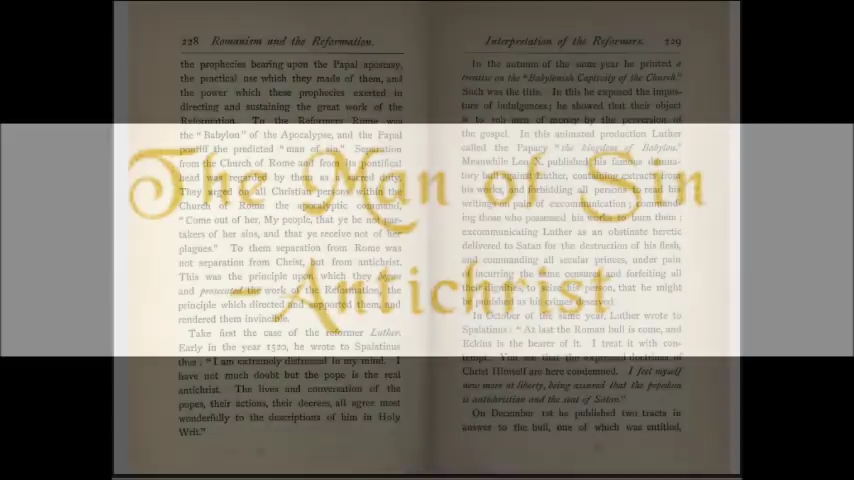 The Man of Sin
—Antichrist
228 Romanism and the Reformation.
the prophecies bearing upon the Papal apostasy,
the practical use which they made of them, and
the power which these prophecies exerted in
directing and sustaining the great work of the
Reformation. To the Reformers Rome was
the "Babylon" of the Apocalypse, and the Papal
pontiff the predicted "man of sin." Separation
from the Church of Rome and from its pontifical
head was regarded by them as a sacred duty.
They urged on all Christian persons within the
Church of Rome the apocalyptic command,
"Come out of her, My people, that ye be not par-
takers of her sins, and that ye receive not of her
plagues." To them separation from Rome was
not separation from Christ, but from antichrist.
This was the principle upon which they began
and prosecuted the work of the Reformation, the
principle which directed and supported them, and
rendered them invincible.
Take first the case of the reformer Luther.
Early in the year 1520, he wrote to Spalatinus
thus: "I am extremely distressed in my mind. I
have not much doubt but the pope is the real
antichrist. The lives and conversation of the
popes, their actions, their decrees, all agree most
wonderfully to the descriptions of him in Holy
Writ."
Interpretation of the Reformers. 229
In the autumn of the same year he printed a
treatise on the "Babylonish Captivity of the Church."
Such was the title. In this he exposed the impos-
ture of indulgences; he showed that their object
is to rob men of money by the perversion of
the gospel. In this animated production Luther
called the Papacy "the kingdom of Babylon."
Meanwhile Leo X. published his famous damna-
tory bull against Luther, containing extracts from
his works, and forbidding all persons to read his
writings on pain of excommunication; command-
ing those who possessed his works to burn them;
excommunicating Luther as an obstinate heretic
delivered to Satan for the destruction of his flesh,
and commanding all secular princes, under pain
of incurring the same censures and forfeiting all
their dignities, to seize his person, that he might
be punished as his crimes deserved.
In October of the same year, Luther wrote to
Spalatinus: "At last the Roman bull is come, and
Eckius is the bearer of it. I treat it with con-
tempt. You see that the expressed doctrines of
Christ Himself are here condemned. I feel myself
now more at liberty, being assured that the popedom
is antichristian and the seat of Satan."
On December 1st he published two tracts in
answer to the bull, one of which was entitled,